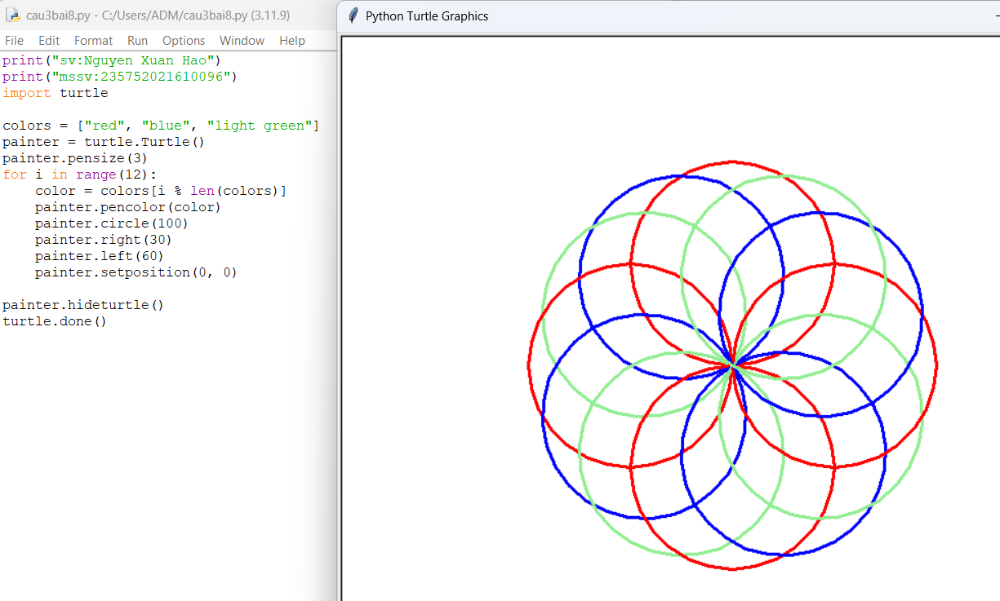 cau3bai8.py - C:/Users/ADM/cau3bai8.py (3.11.9)
File Edit Format Run Options Window Help
print("sv:Nguyen Xuan Hao")
print("mssv:235752021610096")
import turtle

colors = ["red", "blue", "light green"]
painter = turtle.Turtle()
painter.pensize(3)
for i in range(12):
    color = colors[i % len(colors)]
    painter.pencolor(color)
    painter.circle(100)
    painter.right(30)
    painter.left(60)
    painter.setposition(0, 0)

painter.hideturtle()
turtle.done()
Python Turtle Graphics